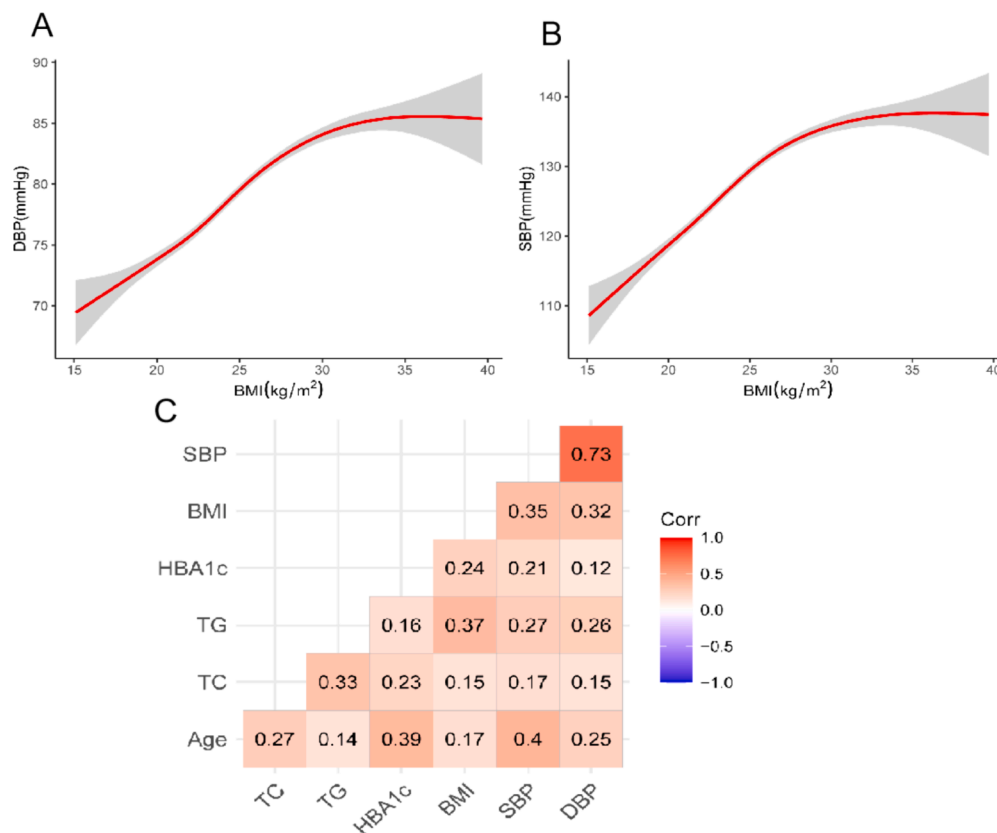 A
DBP(mmHg)
90
85
80
75
70
15 20 25 30 35 40
BMI(kg/m²)
B
SBP(mmHg)
140
130
120
110
15 20 25 30 35 40
BMI(kg/m²)
C
SBP 0.73
BMI 0.35 0.32
HBA1c 0.24 0.21 0.12
TG 0.16 0.37 0.27 0.26
TC 0.33 0.23 0.15 0.17 0.15
Age 0.27 0.14 0.39 0.17 0.4 0.25
TC TG HBA1c BMI SBP DBP
Corr
1.0
0.5
0.0
−0.5
−1.0